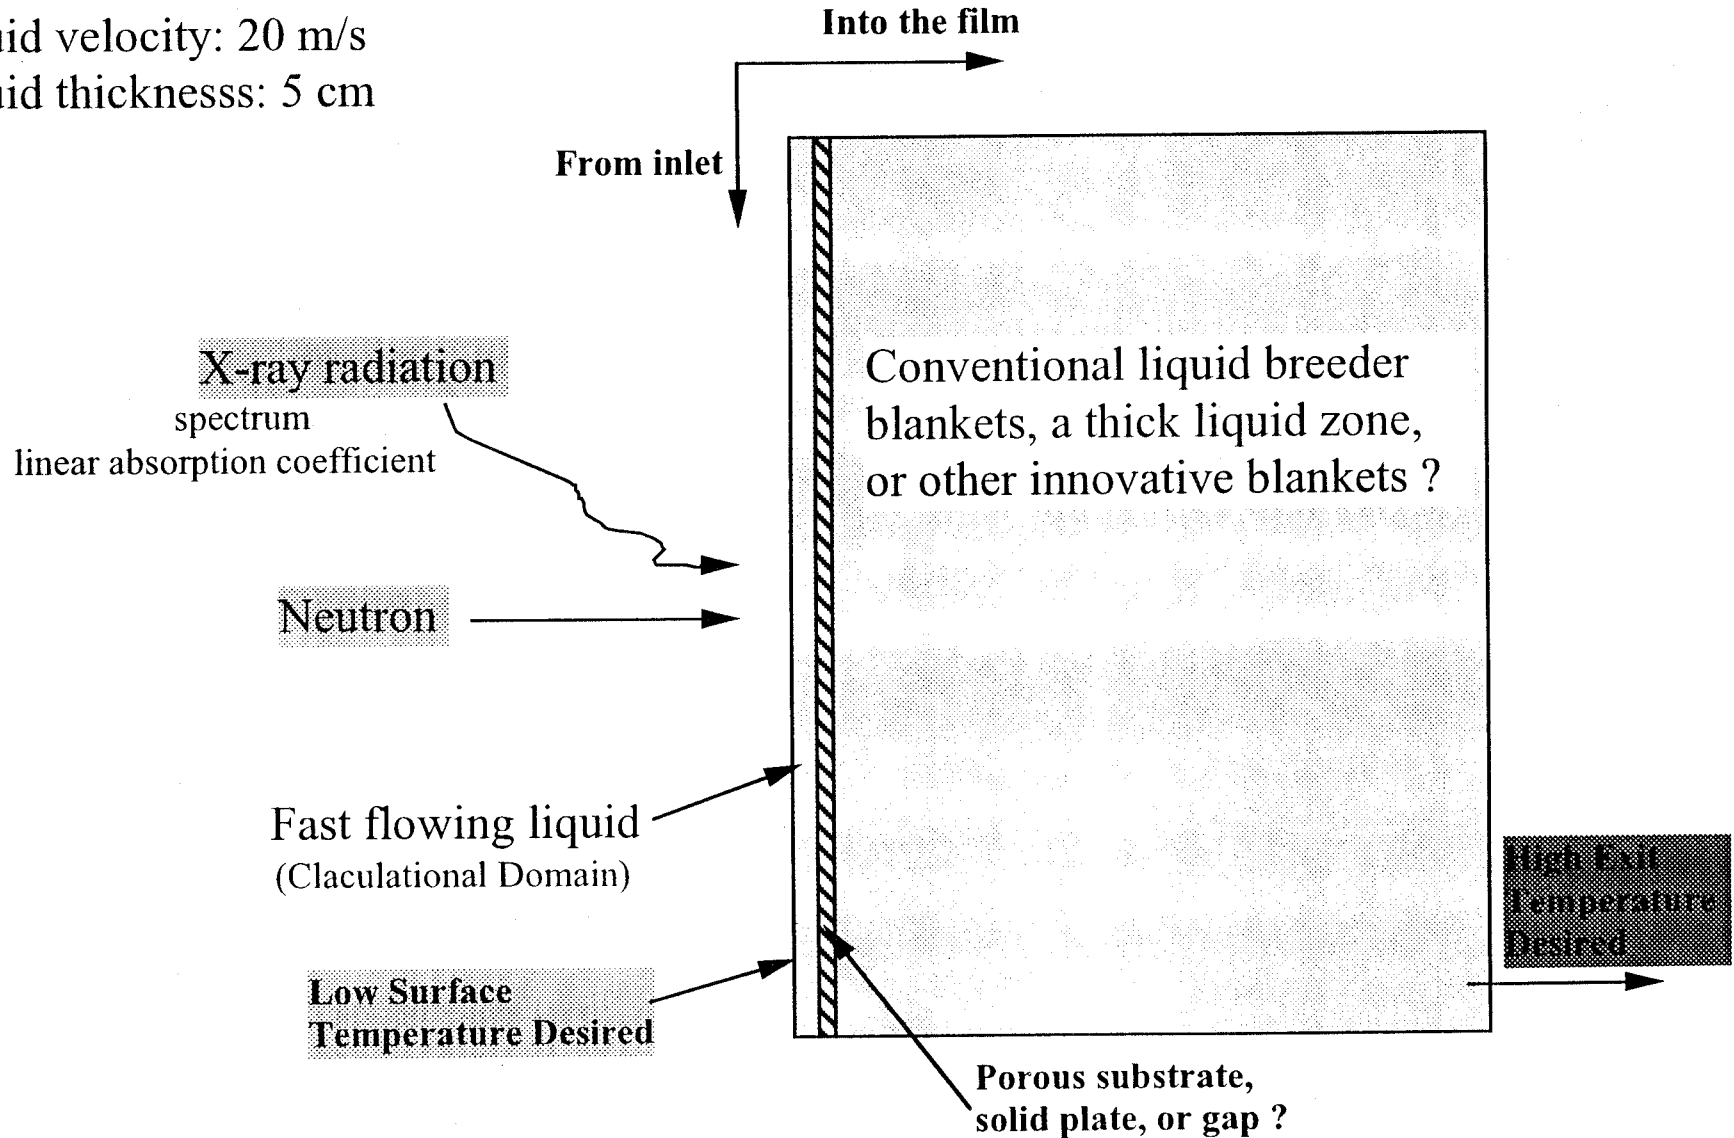 uid velocity: 20 m/s
uid thicknesss: 5 cm
Into the film
From inlet
X-ray radiation
spectrum
linear absorption coefficient
Conventional liquid breeder
blankets, a thick liquid zone,
or other innovative blankets ?
Neutron
Fast flowing liquid
(Claculational Domain)
High Exit
Temperature
Desired
Low Surface
Temperature Desired
Porous substrate,
solid plate, or gap ?